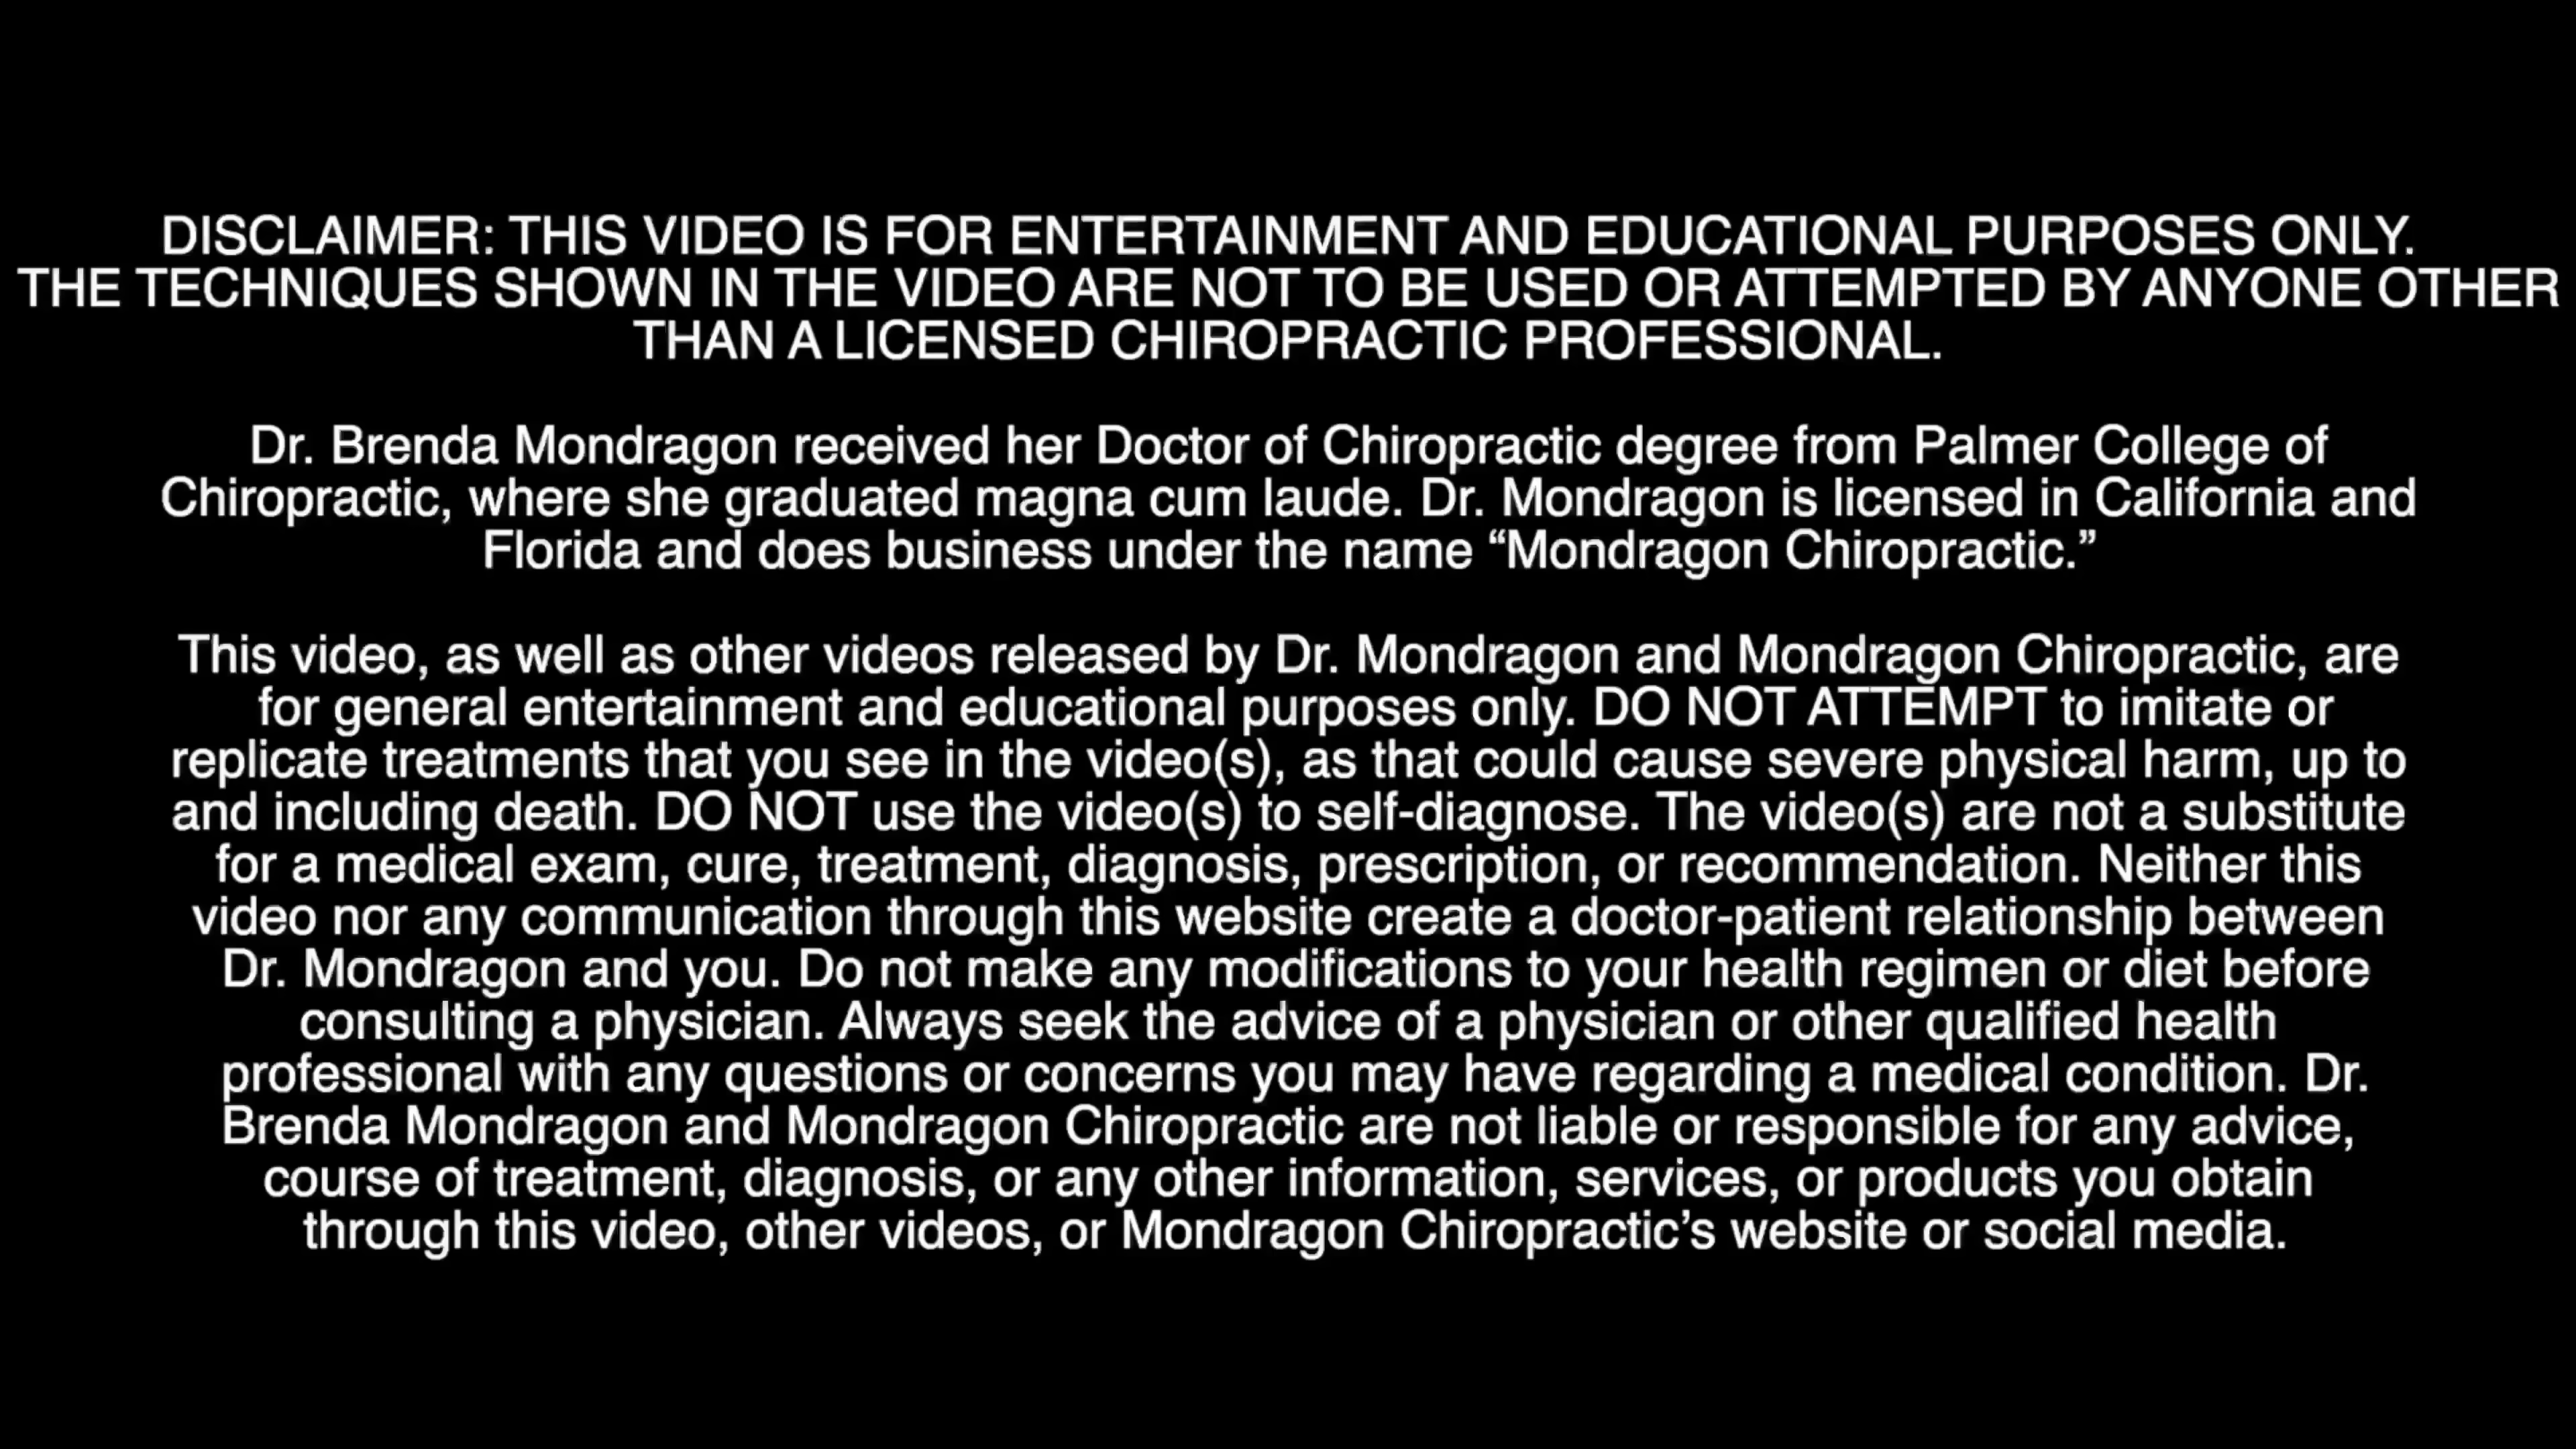 DISCLAIMER: THIS VIDEO IS FOR ENTERTAINMENT AND EDUCATIONAL PURPOSES ONLY.
THE TECHNIQUES SHOWN IN THE VIDEO ARE NOT TO BE USED OR ATTEMPTED BY ANYONE OTHER
THAN A LICENSED CHIROPRACTIC PROFESSIONAL.
Dr. Brenda Mondragon received her Doctor of Chiropractic degree from Palmer College of
Chiropractic, where she graduated magna cum laude. Dr. Mondragon is licensed in California and
Florida and does business under the name “Mondragon Chiropractic.”
This video, as well as other videos released by Dr. Mondragon and Mondragon Chiropractic, are
for general entertainment and educational purposes only. DO NOT ATTEMPT to imitate or
replicate treatments that you see in the video(s), as that could cause severe physical harm, up to
and including death. DO NOT use the video(s) to self-diagnose. The video(s) are not a substitute
for a medical exam, cure, treatment, diagnosis, prescription, or recommendation. Neither this
video nor any communication through this website create a doctor-patient relationship between
Dr. Mondragon and you. Do not make any modifications to your health regimen or diet before
consulting a physician. Always seek the advice of a physician or other qualified health
professional with any questions or concerns you may have regarding a medical condition. Dr.
Brenda Mondragon and Mondragon Chiropractic are not liable or responsible for any advice,
course of treatment, diagnosis, or any other information, services, or products you obtain
through this video, other videos, or Mondragon Chiropractic’s website or social media.